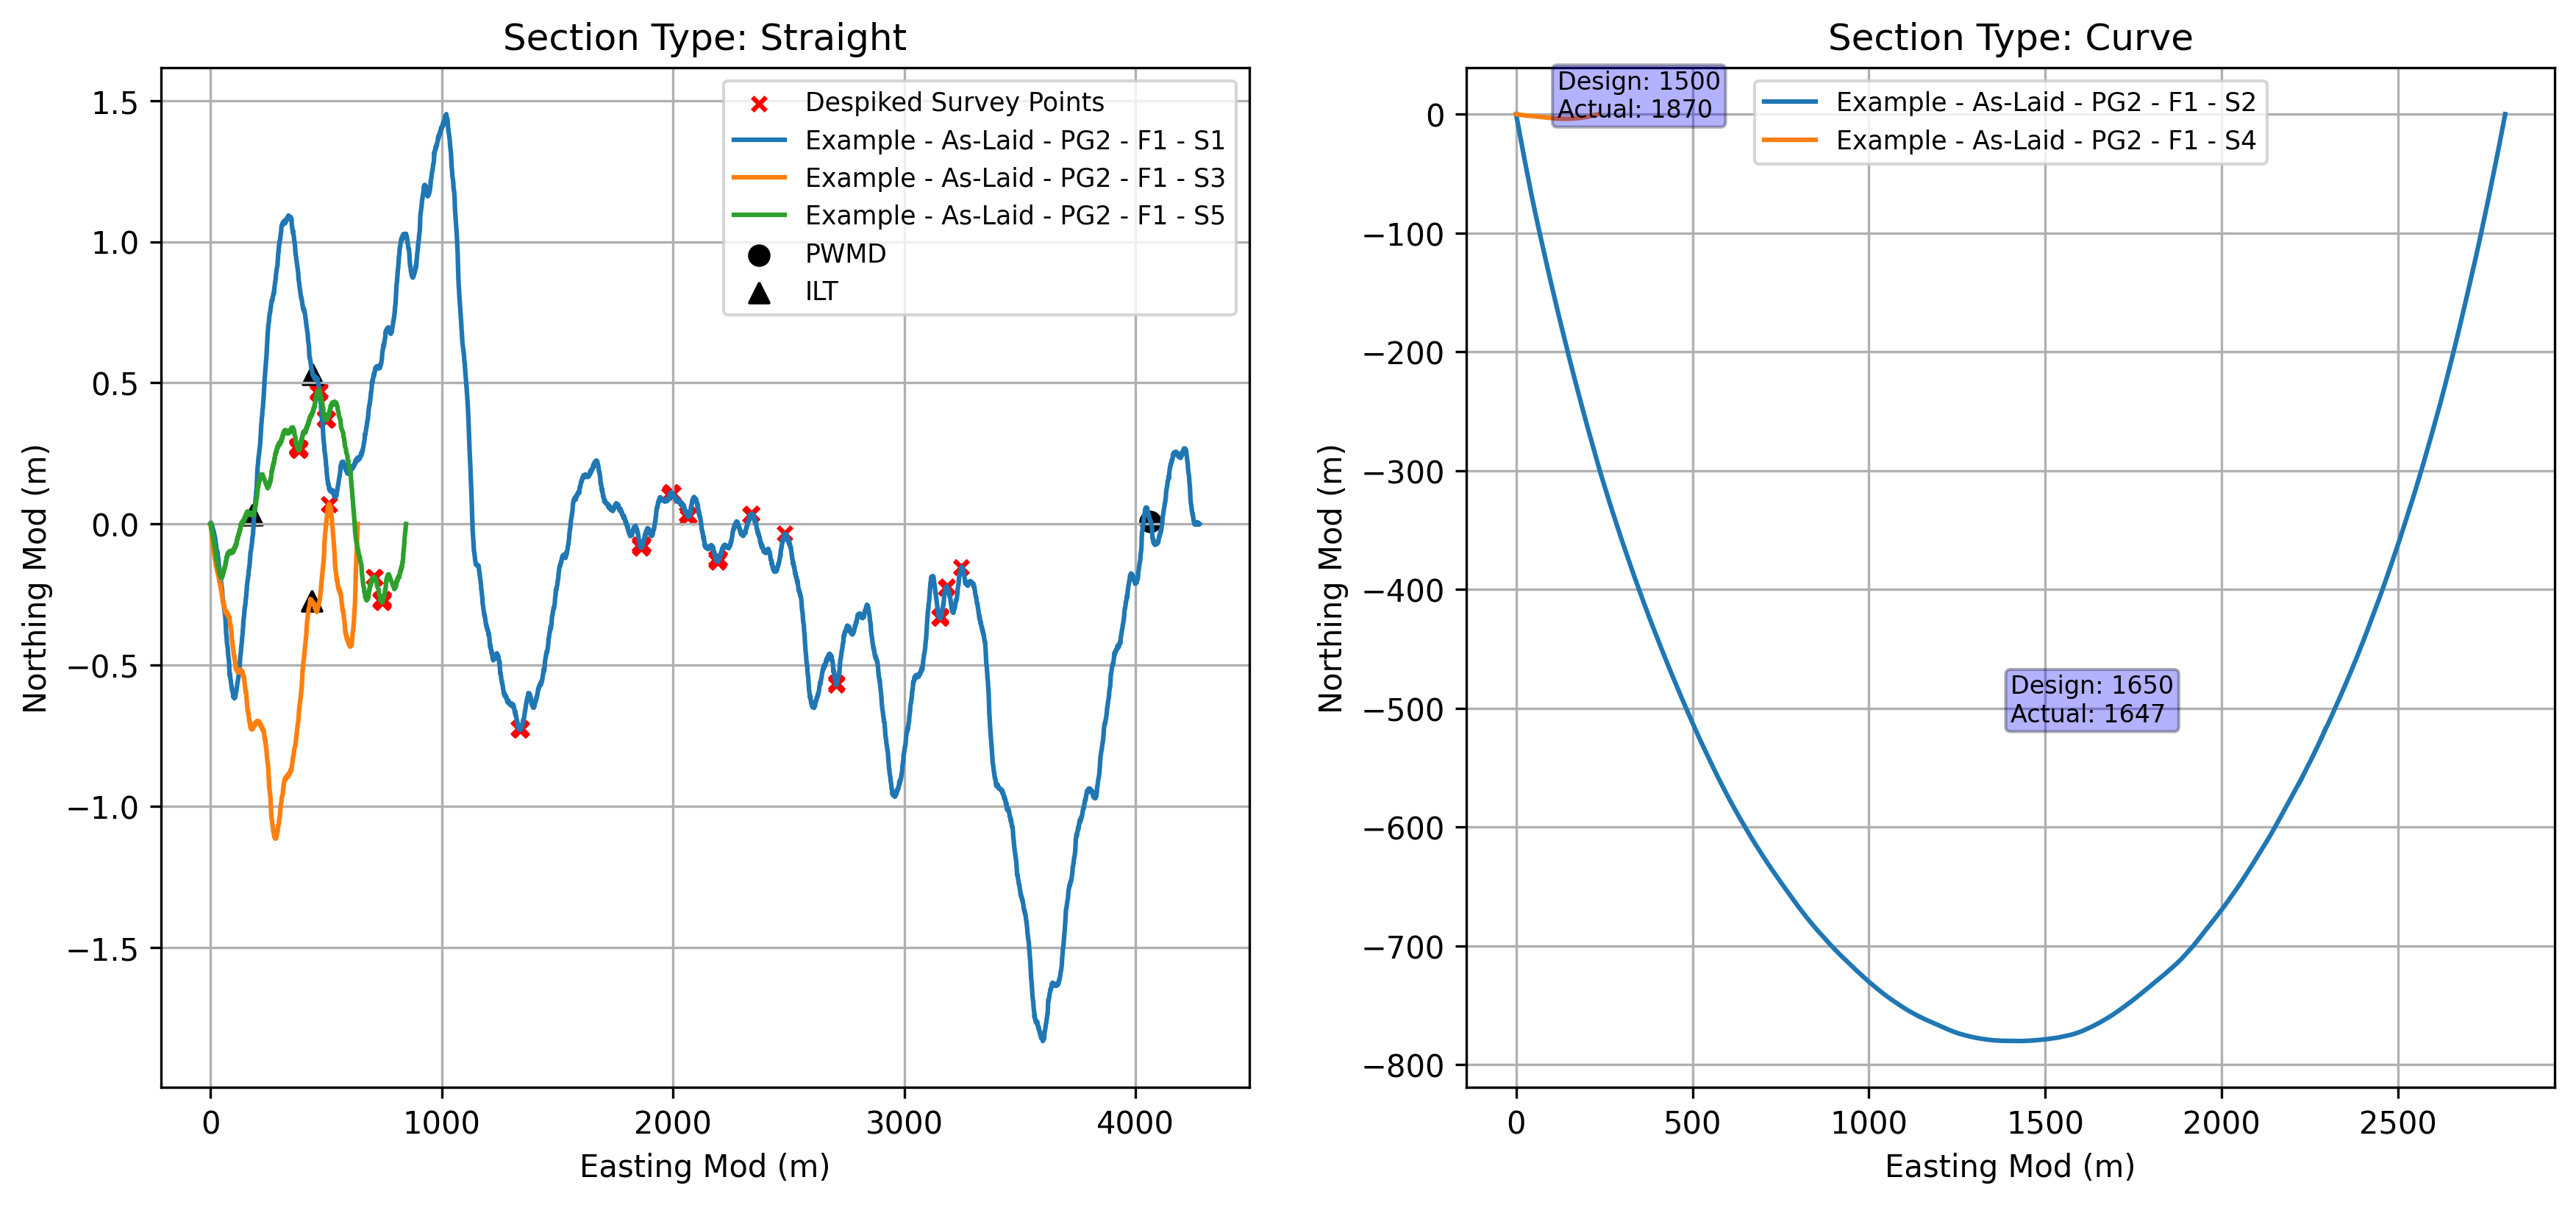 Section Type: Straight
1.5
1.0
0.5
0.0
−0.5
−1.0
−1.5
Northing Mod (m)
0
1000
2000
3000
4000
Easting Mod (m)
Despiked Survey Points
Example - As-Laid - PG2 - F1 - S1
Example - As-Laid - PG2 - F1 - S3
Example - As-Laid - PG2 - F1 - S5
PWMD
ILT
Section Type: Curve
0
−100
−200
−300
−400
−500
−600
−700
−800
Northing Mod (m)
0
500
1000
1500
2000
2500
Easting Mod (m)
Design: 1500
Actual: 1870
Example - As-Laid - PG2 - F1 - S2
Example - As-Laid - PG2 - F1 - S4
Design: 1650
Actual: 1647